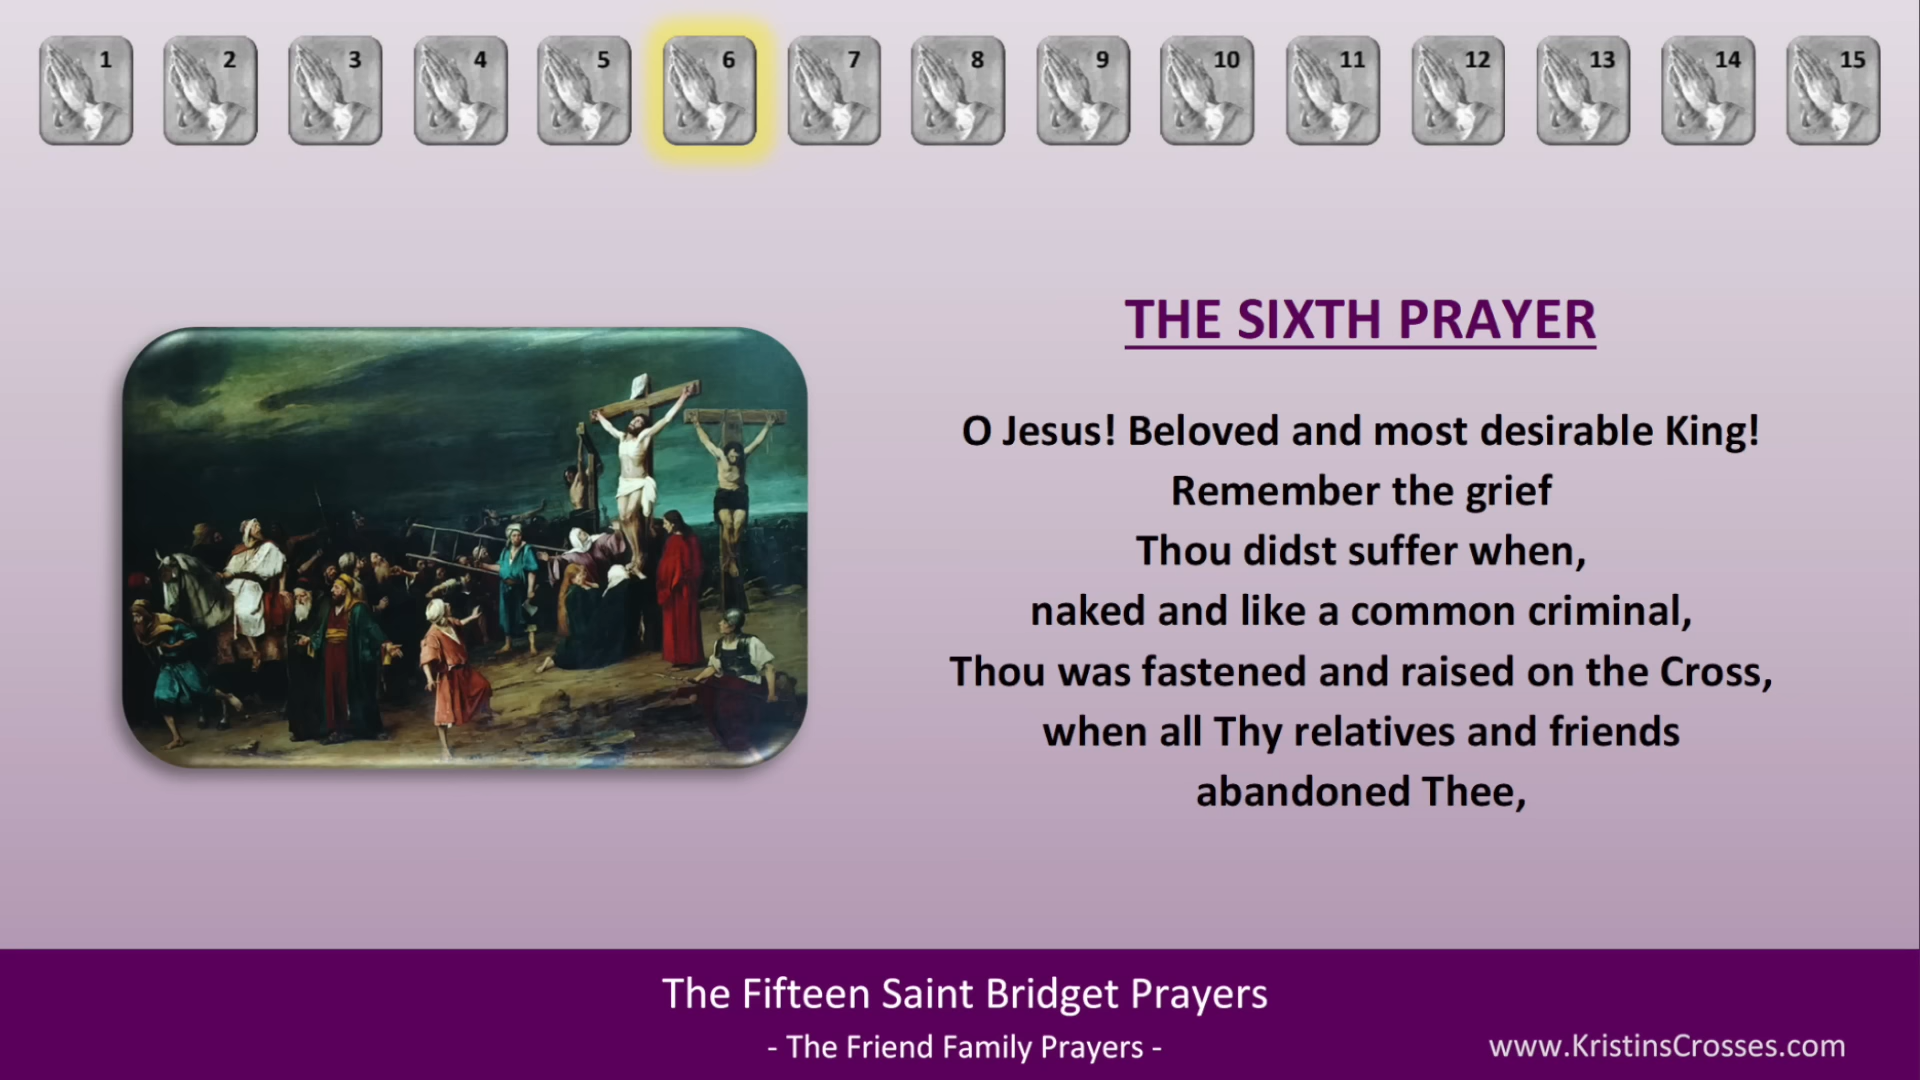 1 2 3 4 5 6 7 8 9 10 11 12 13 14 15
THE SIXTH PRAYER
O Jesus! Beloved and most desirable King!
Remember the grief
Thou didst suffer when,
naked and like a common criminal,
Thou was fastened and raised on the Cross,
when all Thy relatives and friends
abandoned Thee,
The Fifteen Saint Bridget Prayers
- The Friend Family Prayers -
www.KristinsCrosses.com